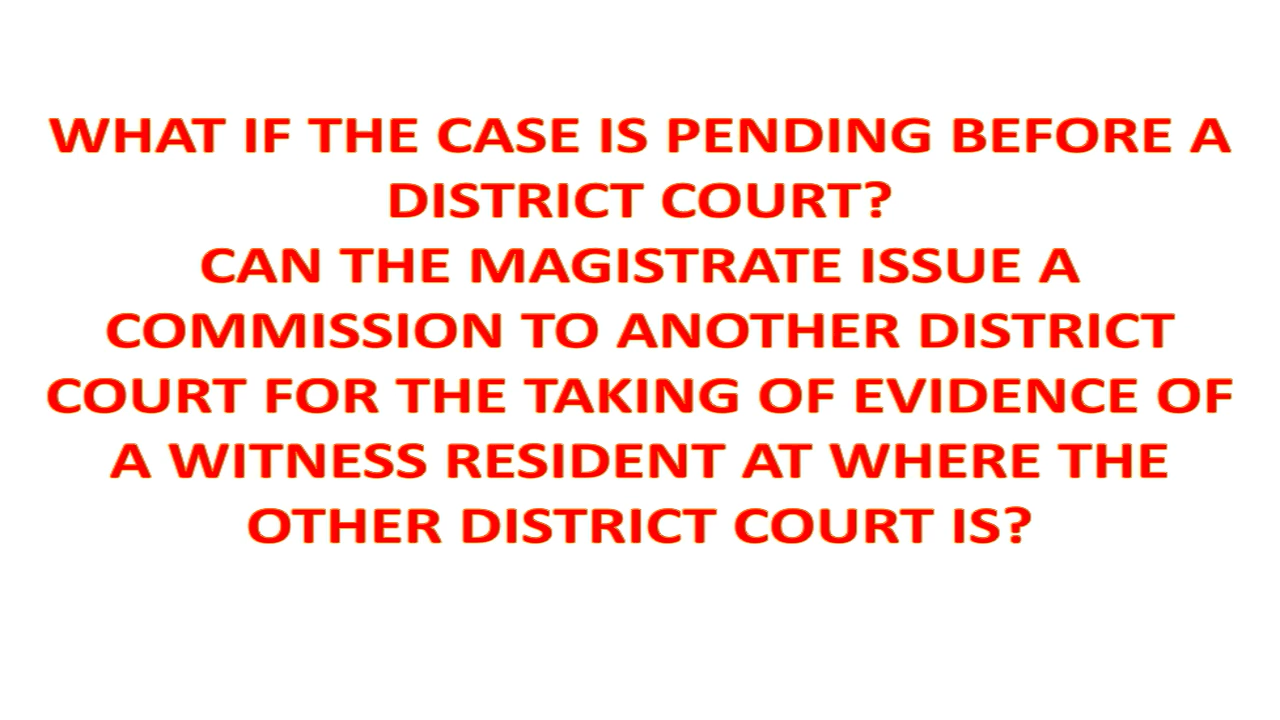 WHAT IF THE CASE IS PENDING BEFORE A
DISTRICT COURT?
CAN THE MAGISTRATE ISSUE A
COMMISSION TO ANOTHER DISTRICT
COURT FOR THE TAKING OF EVIDENCE OF
A WITNESS RESIDENT AT WHERE THE
OTHER DISTRICT COURT IS?